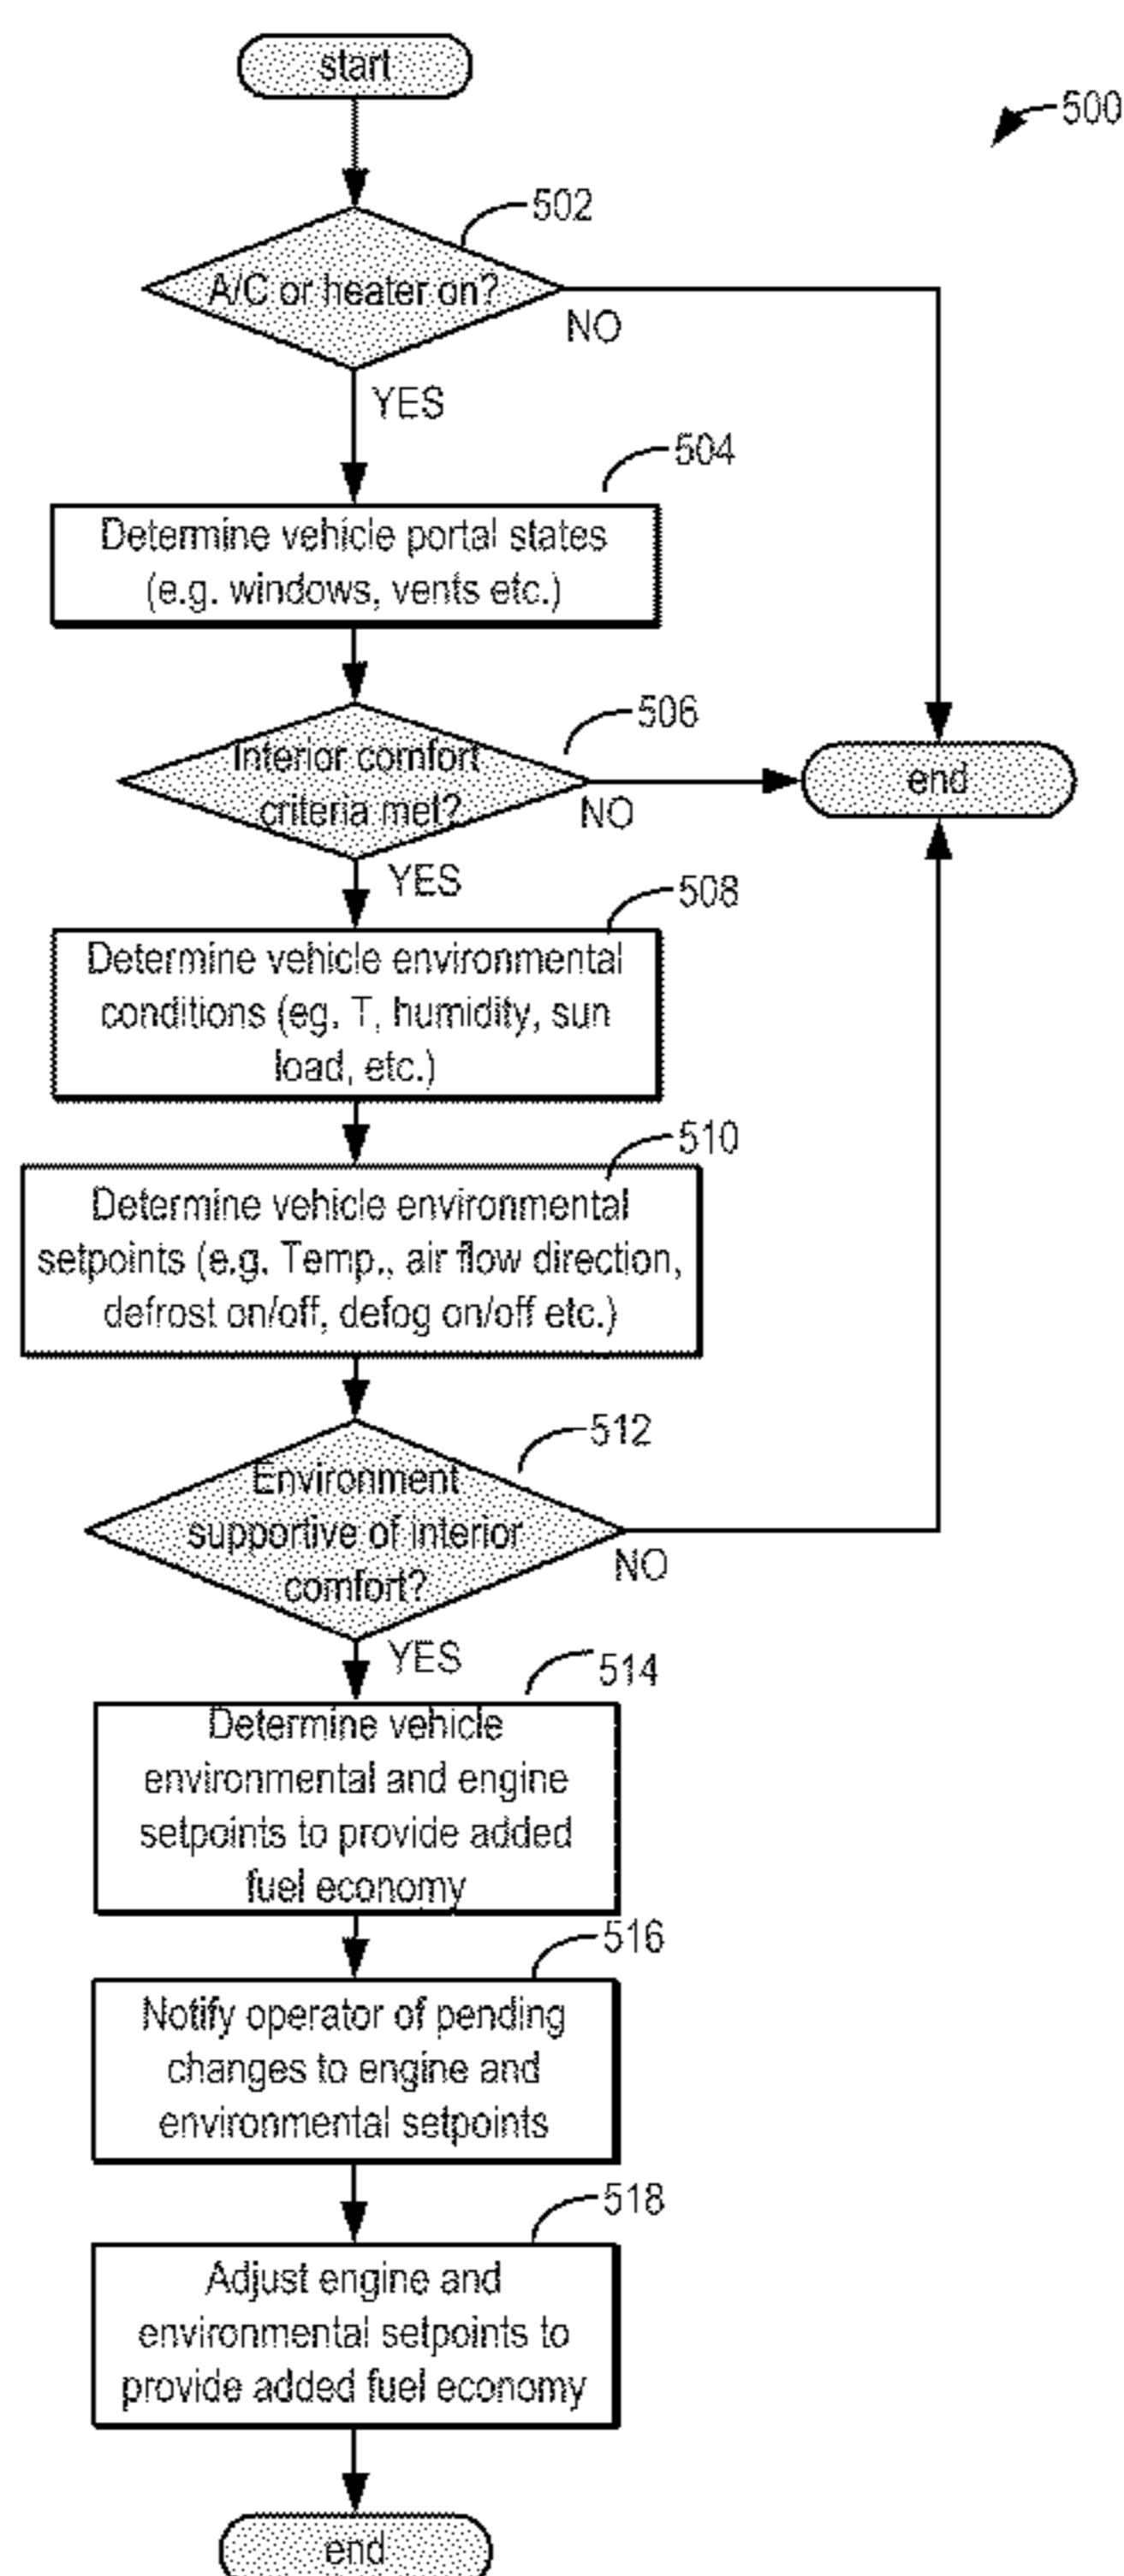 start
500
502
A/C or heater on?
NO
YES
504
Determine vehicle portal states
(e.g. windows, vents etc.)
506
Interior comfort
criteria met?
NO
end
YES
508
Determine vehicle environmental
conditions (eg. T, humidity, sun
load, etc.)
510
Determine vehicle environmental
setpoints (e.g. Temp., air flow direction,
defrost on/off, defog on/off etc.)
512
Environment
supportive of interior
comfort?
NO
YES
514
Determine vehicle
environmental and engine
setpoints to provide added
fuel economy
516
Notify operator of pending
changes to engine and
environmental setpoints
518
Adjust engine and
environmental setpoints to
provide added fuel economy
end